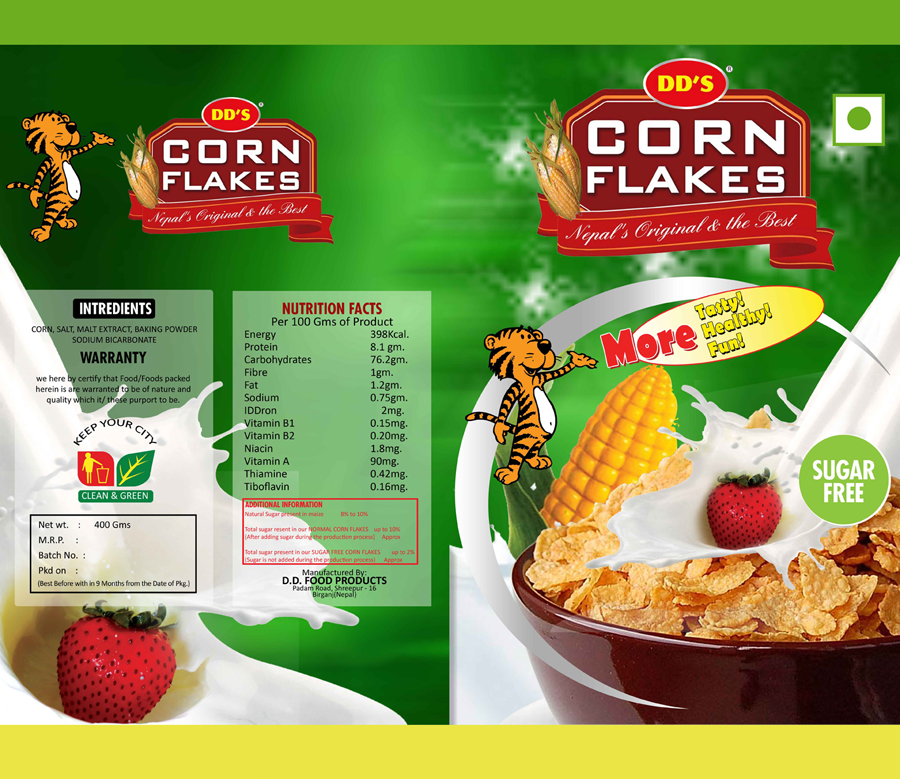 DD'S
®
CORN
FLAKES
Nepal's Original & the Best
INTREDIENTS
CORN, SALT, MALT EXTRACT, BAKING POWDER
SODIUM BICARBONATE
WARRANTY
we here by certify that Food/Foods packed
herein is are warranted to be of nature and
quality which it/ these purport to be.
KEEP YOUR CITY
CLEAN & GREEN
Net wt. : 400 Gms
M.R.P. :
Batch No. :
Pkd on :
(Best Before with in 9 Months from the Date of Pkg.)
NUTRITION FACTS
Per 100 Gms of Product
Energy 398Kcal.
Protein 8.1 gm.
Carbohydrates 76.2gm.
Fibre 1gm.
Fat 1.2gm.
Sodium 0.75gm.
IDDron 2mg.
Vitamin B1 0.15mg.
Vitamin B2 0.20mg.
Niacin 1.8mg.
Vitamin A 90mg.
Thiamine 0.42mg.
Tiboflavin 0.16mg.
ADDITIONAL INFORMATION
Natural Sugar present in maise 8% to 10%
Total sugar resent in our NORMAL CORN FLAKES up to 10%
(After adding sugar during the production process) Approx
Total sugar present in our SUGAR FREE CORN FLAKES up to 2%
(Sugar is not added during the production process) Approx
Manufactured By:
D.D. FOOD PRODUCTS
Padam Road, Shreepur - 16
Birganj(Nepal)
DD'S
®
CORN
FLAKES
Nepal's Original & the Best
More
Tasty!
Healthy!
Fun!
SUGAR
FREE